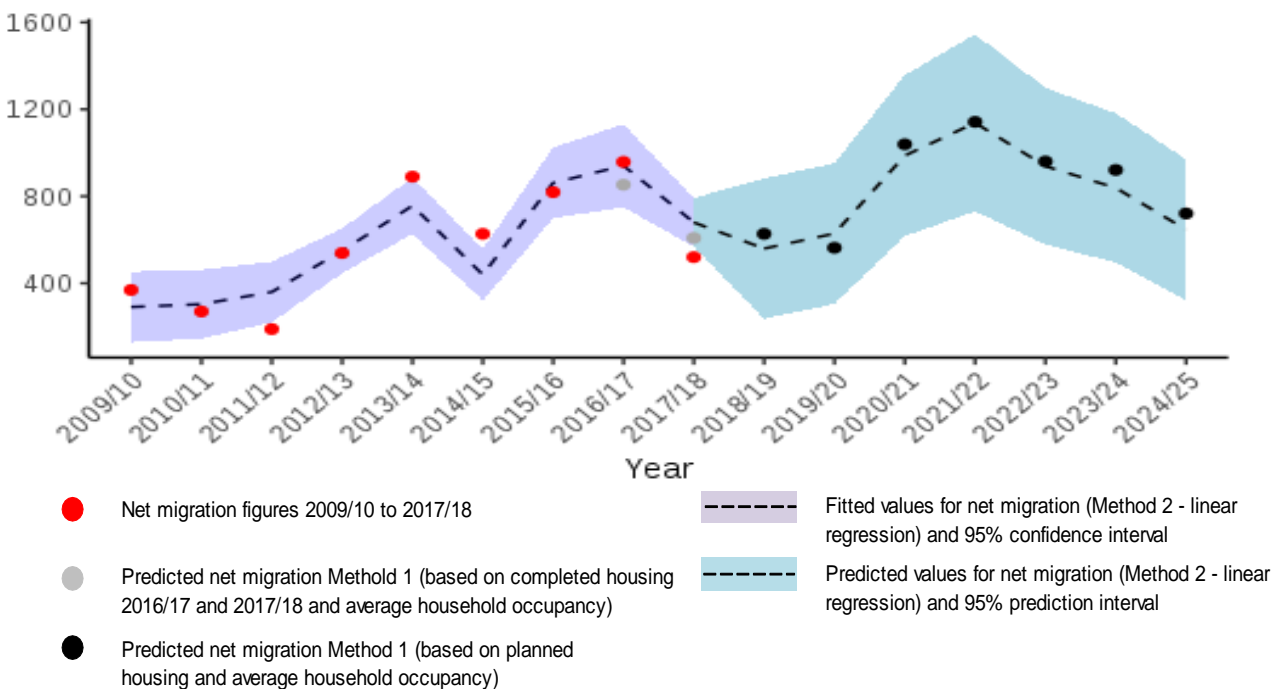 1600
1200
800
400
2009/10
2010/11
2011/12
2012/13
2013/14
2014/15
2015/16
2016/17
2017/18
2018/19
2019/20
2020/21
2021/22
2022/23
2023/24
2024/25
Year
Net migration figures 2009/10 to 2017/18
Predicted net migration Methold 1 (based on completed housing
2016/17 and 2017/18 and average household occupancy)
Predicted net migration Method 1 (based on planned
housing and average household occupancy)
Fitted values for net migration (Method 2 - linear
regression) and 95% confidence interval
Predicted values for net migration (Method 2 - linear
regression) and 95% prediction interval